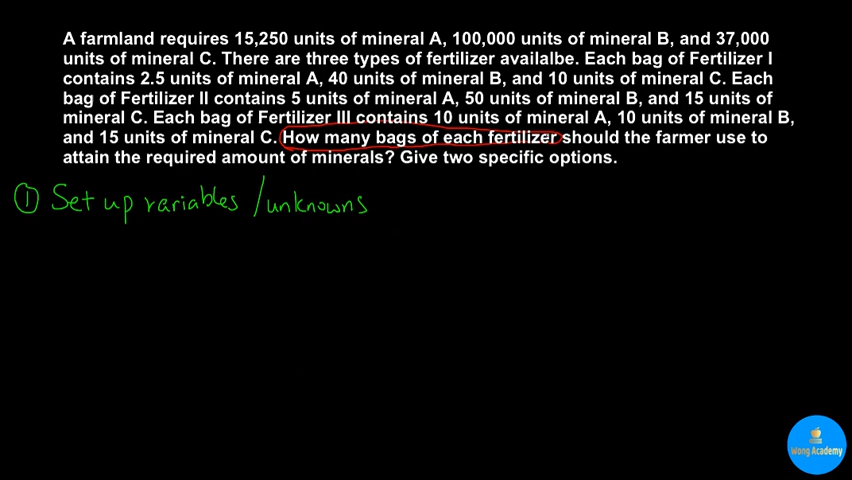 A farmland requires 15,250 units of mineral A, 100,000 units of mineral B, and 37,000
units of mineral C. There are three types of fertilizer availalbe. Each bag of Fertilizer I
contains 2.5 units of mineral A, 40 units of mineral B, and 10 units of mineral C. Each
bag of Fertilizer II contains 5 units of mineral A, 50 units of mineral B, and 15 units of
mineral C. Each bag of Fertilizer III contains 10 units of mineral A, 10 units of mineral B,
and 15 units of mineral C. How many bags of each fertilizer should the farmer use to
attain the required amount of minerals? Give two specific options.
① Set up variables / unknowns
Wong Academy